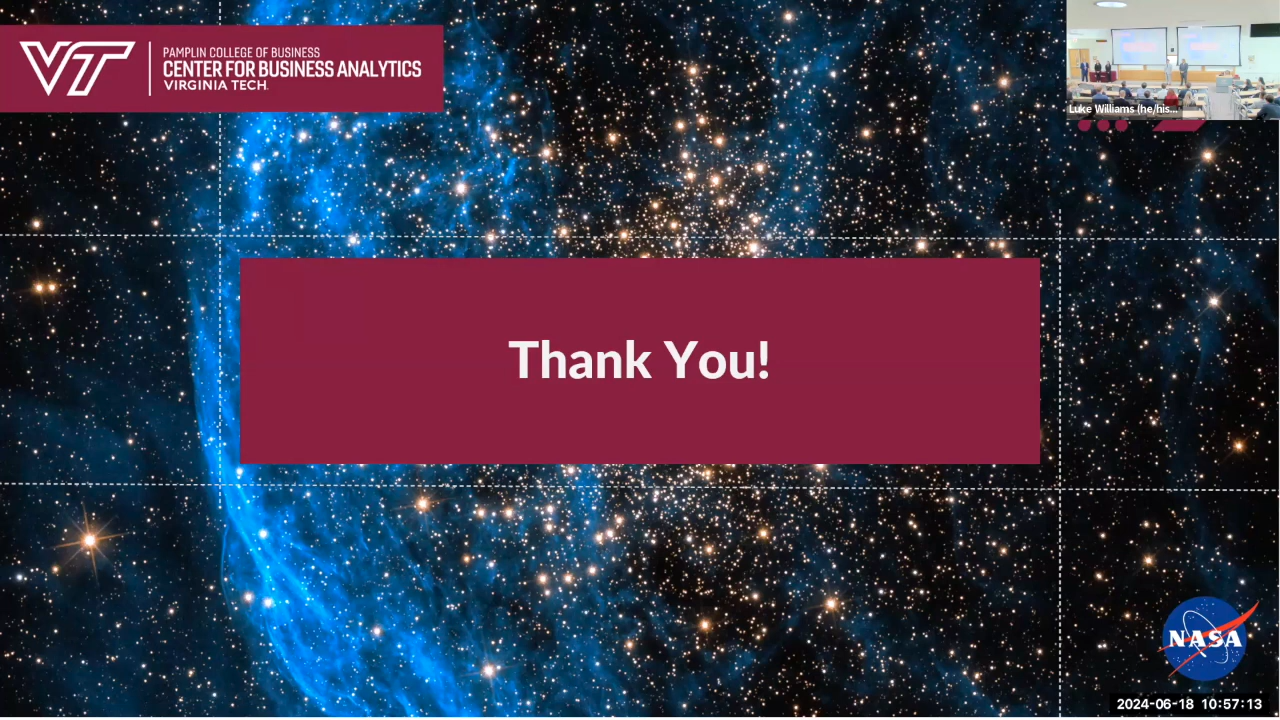 PAMPLIN COLLEGE OF BUSINESS
VT CENTER FOR BUSINESS ANALYTICS
VIRGINIA TECH.
Luke Williams (he/his...
Thank You!
NASA
2024-06-18 10:57:13